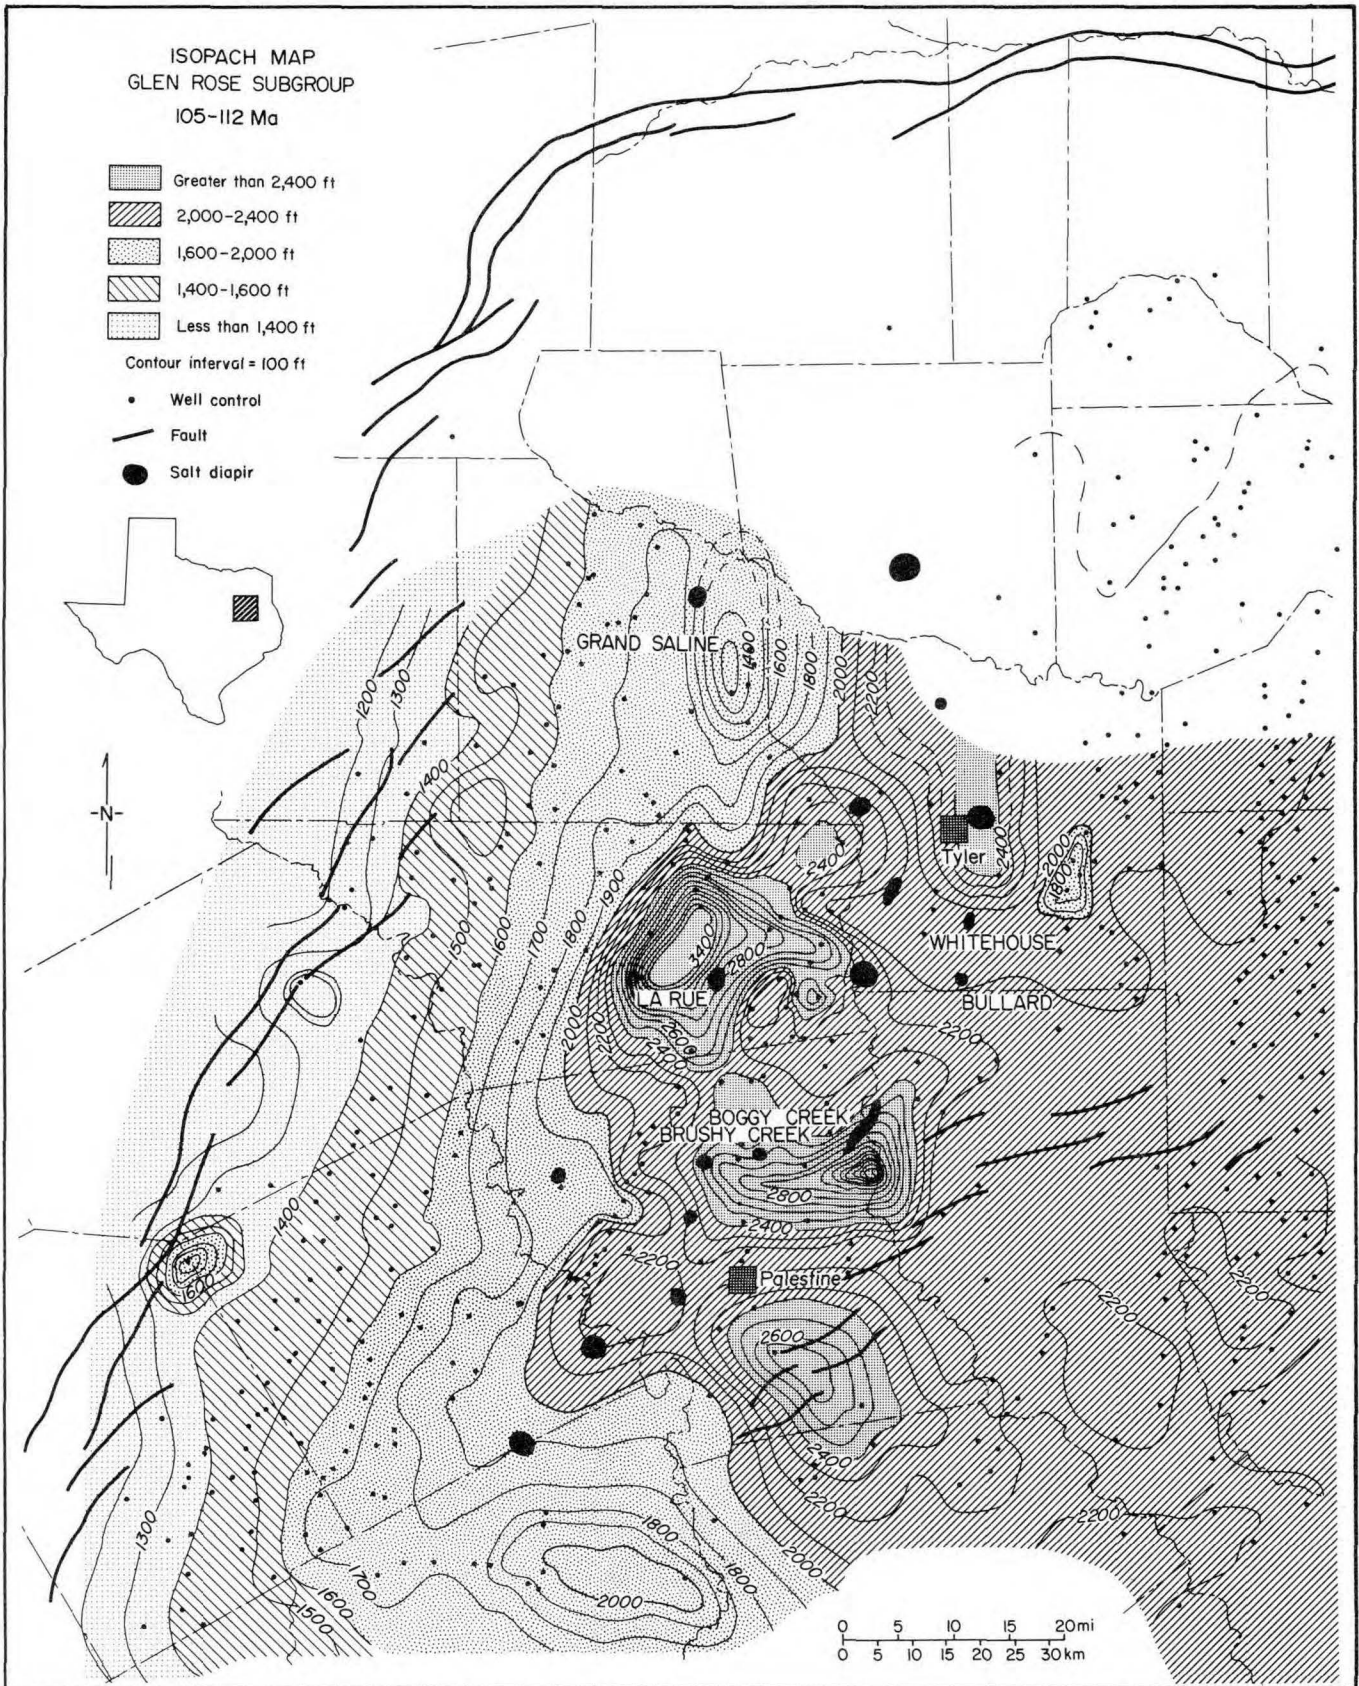 ISOPACH MAP
GLEN ROSE SUBGROUP
105-112 Ma
Greater than 2,400 ft
2,000-2,400 ft
1,600-2,000 ft
1,400-1,600 ft
Less than 1,400 ft
Contour interval = 100 ft
Well control
Fault
Salt diapir
GRAND SALINE
1400
1600
1800
2000
2200
1200
1300
1400
-N-
2400
Tyler
2400
2000
1800
1900
1800
1700
1600
1500
3400
2800
WHITEHOUSE
LA RUE
BULLARD
2000
2200
2600
2400
2200
BOGGY CREEK
BRUSHY CREEK
2800
2400
1400
2200
Palestine
1600
2200
2200
2600
2400
2200
2200
1300
1800
1800
2000
1700
1600
1500
2000
0 5 10 15 20mi
0 5 10 15 20 25 30km